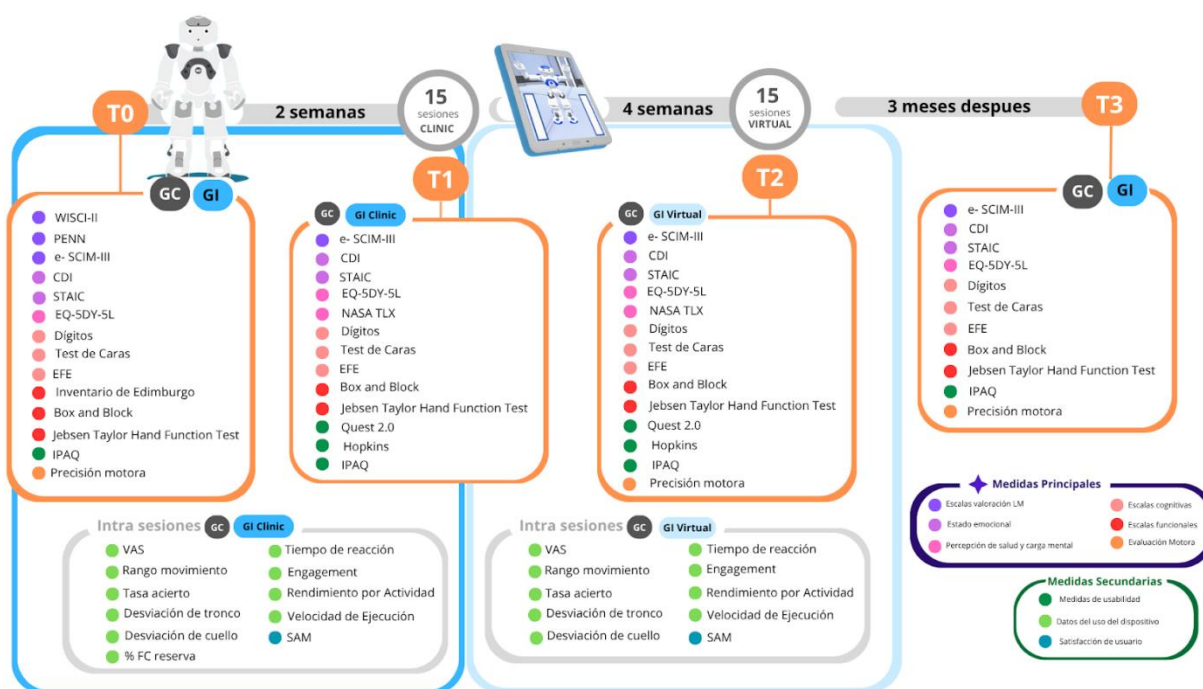 T0
2 semanas
15
sesiones
CLINIC
4 semanas
15
sesiones
VIRTUAL
3 meses despues
T3
GC
GI
WISCI-II
PENN
e- SCIM-III
CDI
STAIC
EQ-5DY-5L
Dígitos
Test de Caras
EFE
Inventario de Edimburgo
Box and Block
Jebsen Taylor Hand Function Test
IPAQ
Precisión motora
T1
GC
GI Clinic
e- SCIM-III
CDI
STAIC
EQ-5DY-5L
NASA TLX
Dígitos
Test de Caras
EFE
Box and Block
Jebsen Taylor Hand Function Test
Quest 2.0
Hopkins
IPAQ
T2
GC
GI Virtual
e- SCIM-III
CDI
STAIC
EQ-5DY-5L
NASA TLX
Dígitos
Test de Caras
EFE
Box and Block
Jebsen Taylor Hand Function Test
Quest 2.0
Hopkins
IPAQ
Precisión motora
GC
GI
e- SCIM-III
CDI
STAIC
EQ-5DY-5L
Dígitos
Test de Caras
EFE
Box and Block
Jebsen Taylor Hand Function Test
IPAQ
Precisión motora
Intra sesiones GC GI Clinic
VAS
Rango movimiento
Tasa acierto
Desviación de tronco
Desviación de cuello
% FC reserva
Tiempo de reacción
Engagement
Rendimiento por Actividad
Velocidad de Ejecución
SAM
Intra sesiones GC GI Virtual
VAS
Rango movimiento
Tasa acierto
Desviación de tronco
Desviación de cuello
Tiempo de reacción
Engagement
Rendimiento por Actividad
Velocidad de Ejecución
SAM
Medidas Principales
Escalas valoración LM
Estado emocional
Percepción de salud y carga mental
Escalas cognitivas
Escalas funcionales
Evaluación Motora
Medidas Secundarias
Medidas de usabilidad
Datos del uso del dispositivo
Satisfacción de usuario